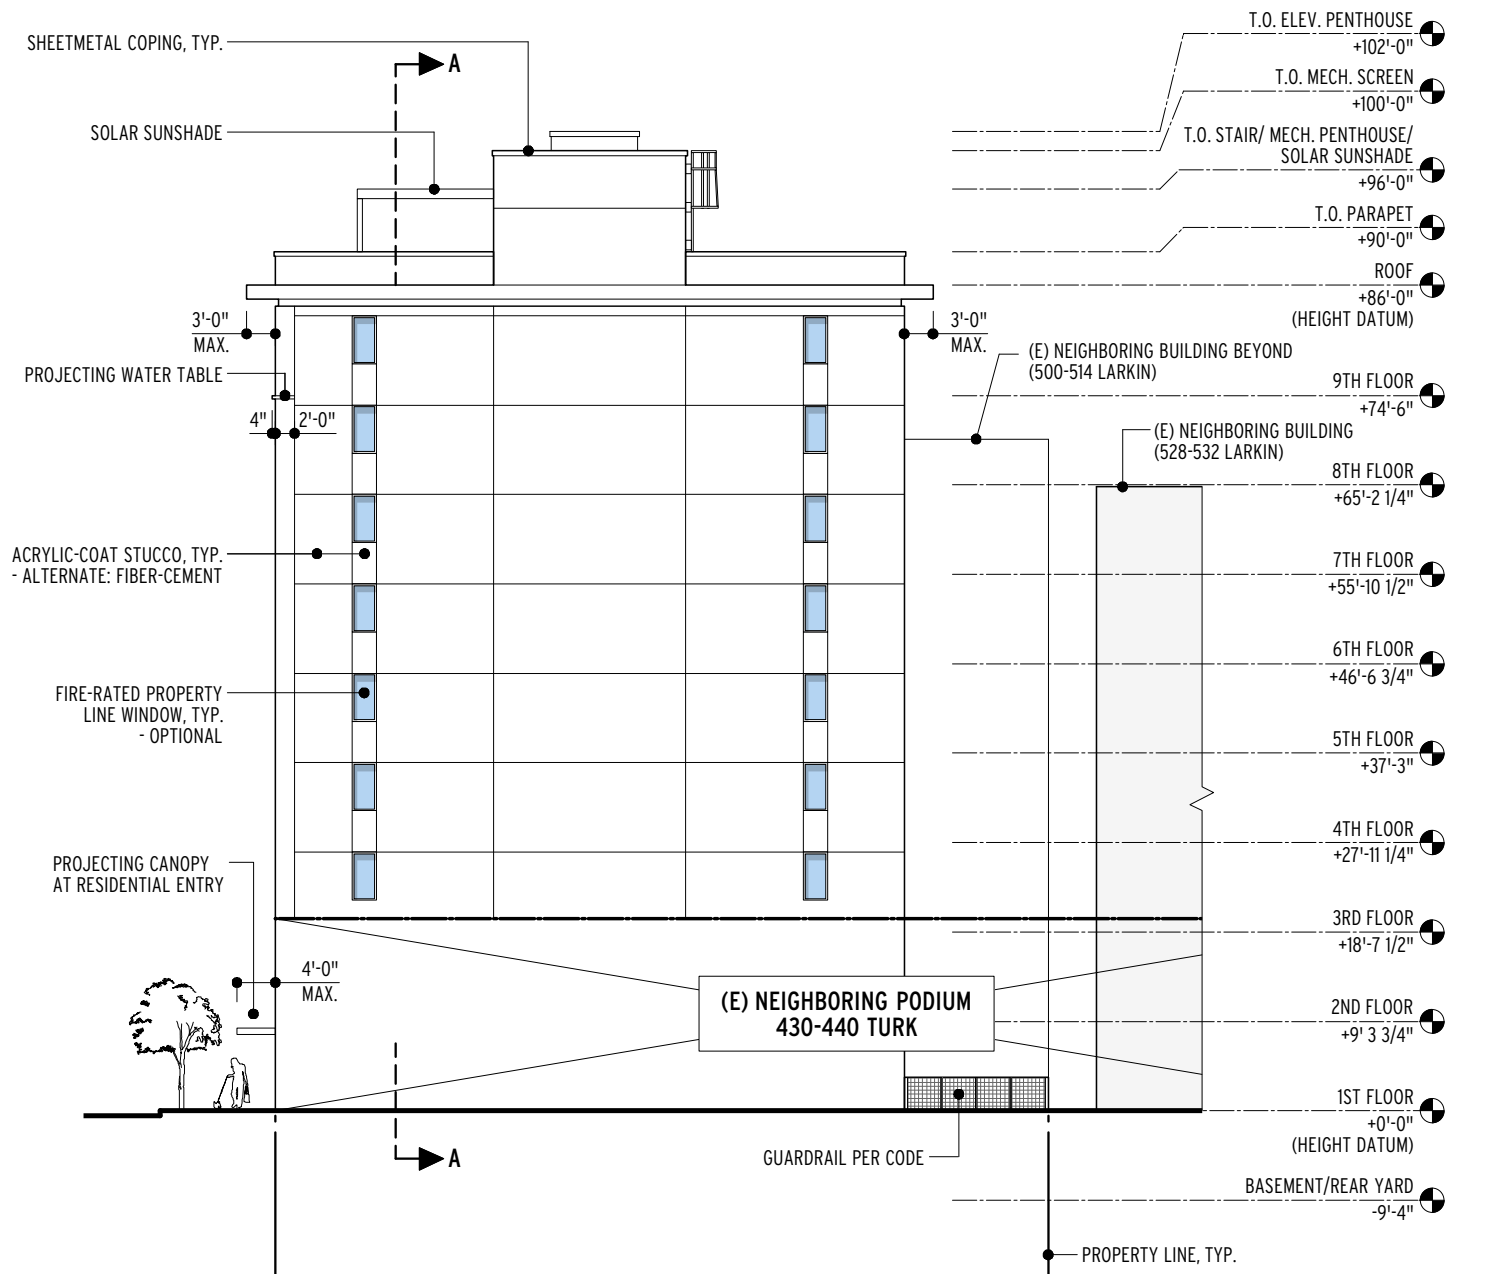 SHEETMETAL COPING, TYP.
A
SOLAR SUNSHADE
T.O. ELEV. PENTHOUSE
+102'-0"
T.O. MECH. SCREEN
+100'-0"
T.O. STAIR/ MECH. PENTHOUSE/
SOLAR SUNSHADE
+96'-0"
T.O. PARAPET
+90'-0"
ROOF
+86'-0"
(HEIGHT DATUM)
3'-0"
MAX.
3'-0"
MAX.
PROJECTING WATER TABLE
4"
2'-0"
(E) NEIGHBORING BUILDING BEYOND
(500-514 LARKIN)
9TH FLOOR
+74'-6"
(E) NEIGHBORING BUILDING
(528-532 LARKIN)
8TH FLOOR
+65'-2 1/4"
ACRYLIC-COAT STUCCO, TYP.
- ALTERNATE: FIBER-CEMENT
7TH FLOOR
+55'-10 1/2"
6TH FLOOR
+46'-6 3/4"
FIRE-RATED PROPERTY
LINE WINDOW, TYP.
- OPTIONAL
5TH FLOOR
+37'-3"
4TH FLOOR
+27'-11 1/4"
PROJECTING CANOPY
AT RESIDENTIAL ENTRY
3RD FLOOR
+18'-7 1/2"
4'-0"
MAX.
(E) NEIGHBORING PODIUM
430-440 TURK
2ND FLOOR
+9' 3 3/4"
1ST FLOOR
+0'-0"
(HEIGHT DATUM)
A
GUARDRAIL PER CODE
BASEMENT/REAR YARD
-9'-4"
PROPERTY LINE, TYP.